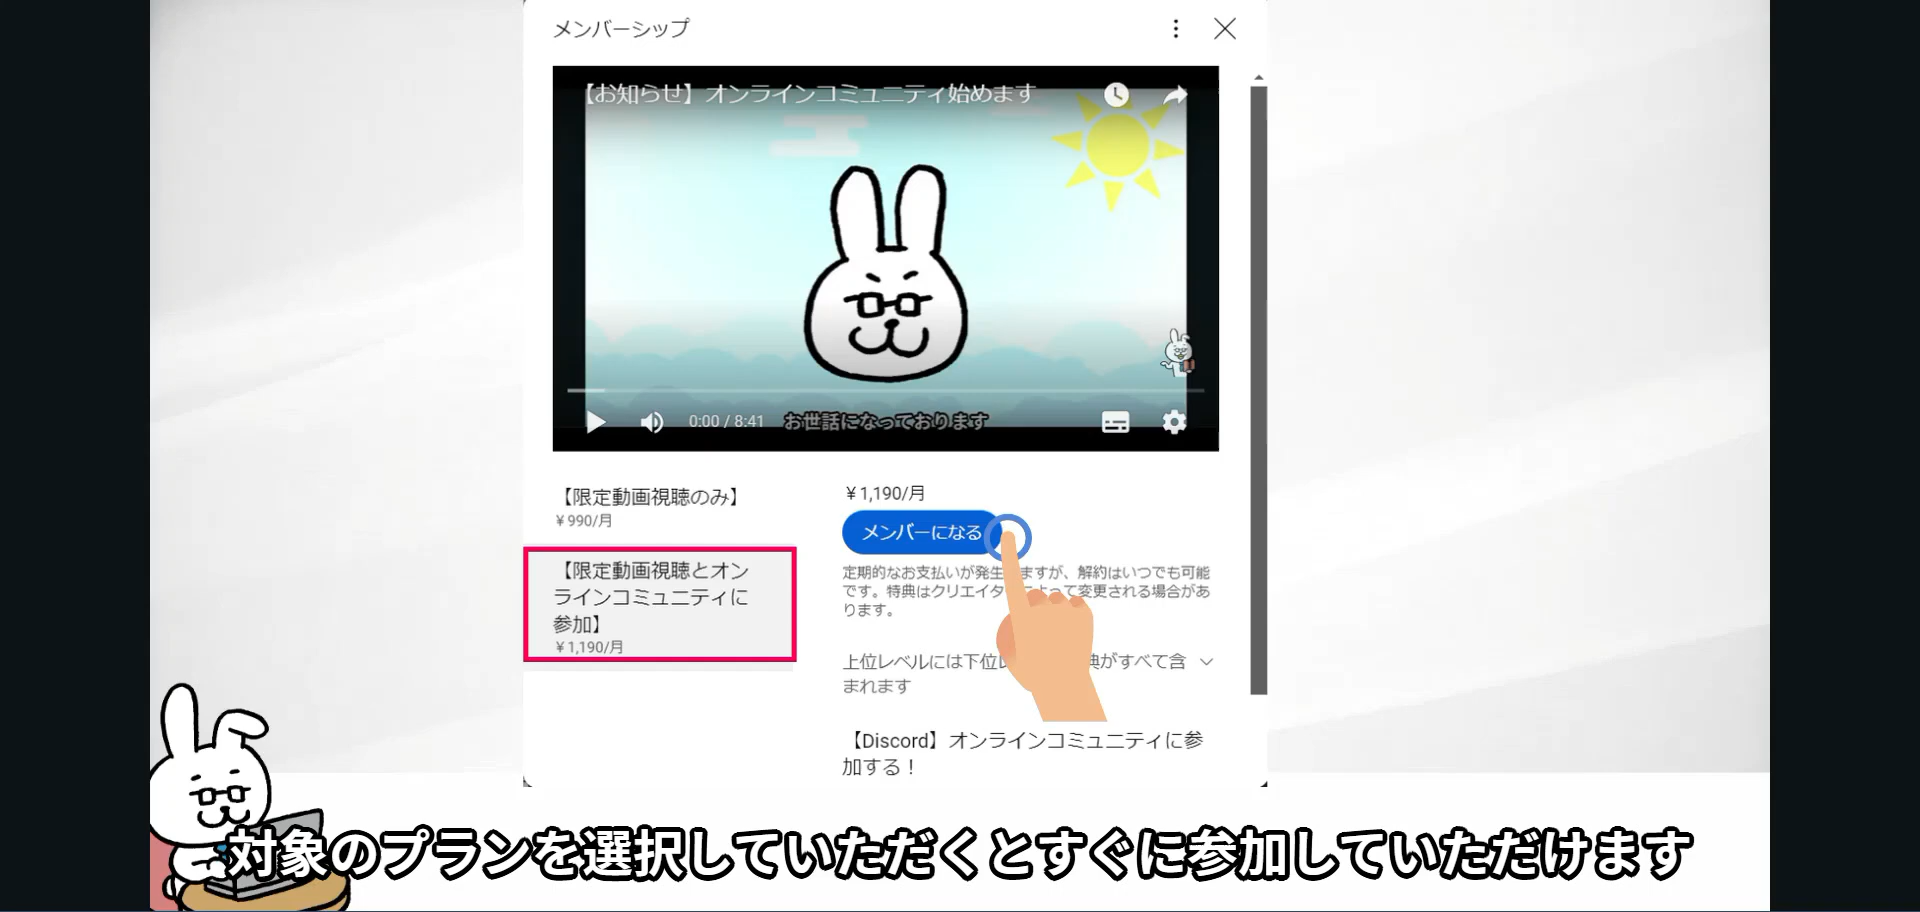 メンバーシップ
【お知らせ】オンラインコミュニティ始めます
0:00 / 8:41
お世話になっております
【限定動画視聴のみ】
¥990/月
【限定動画視聴とオン
ラインコミュニティに
参加】
¥1,190/月
¥1,190/月
メンバーになる
定期的なお支払いが発生 ますが、解約はいつでも可能
です。特典はクリエイタ よって変更される場合があ
ります。
上位レベルには下位 典がすべて含
まれます
【Discord】オンラインコミュニティに参
加する！
対象のプランを選択していただくとすぐに参加していただけます